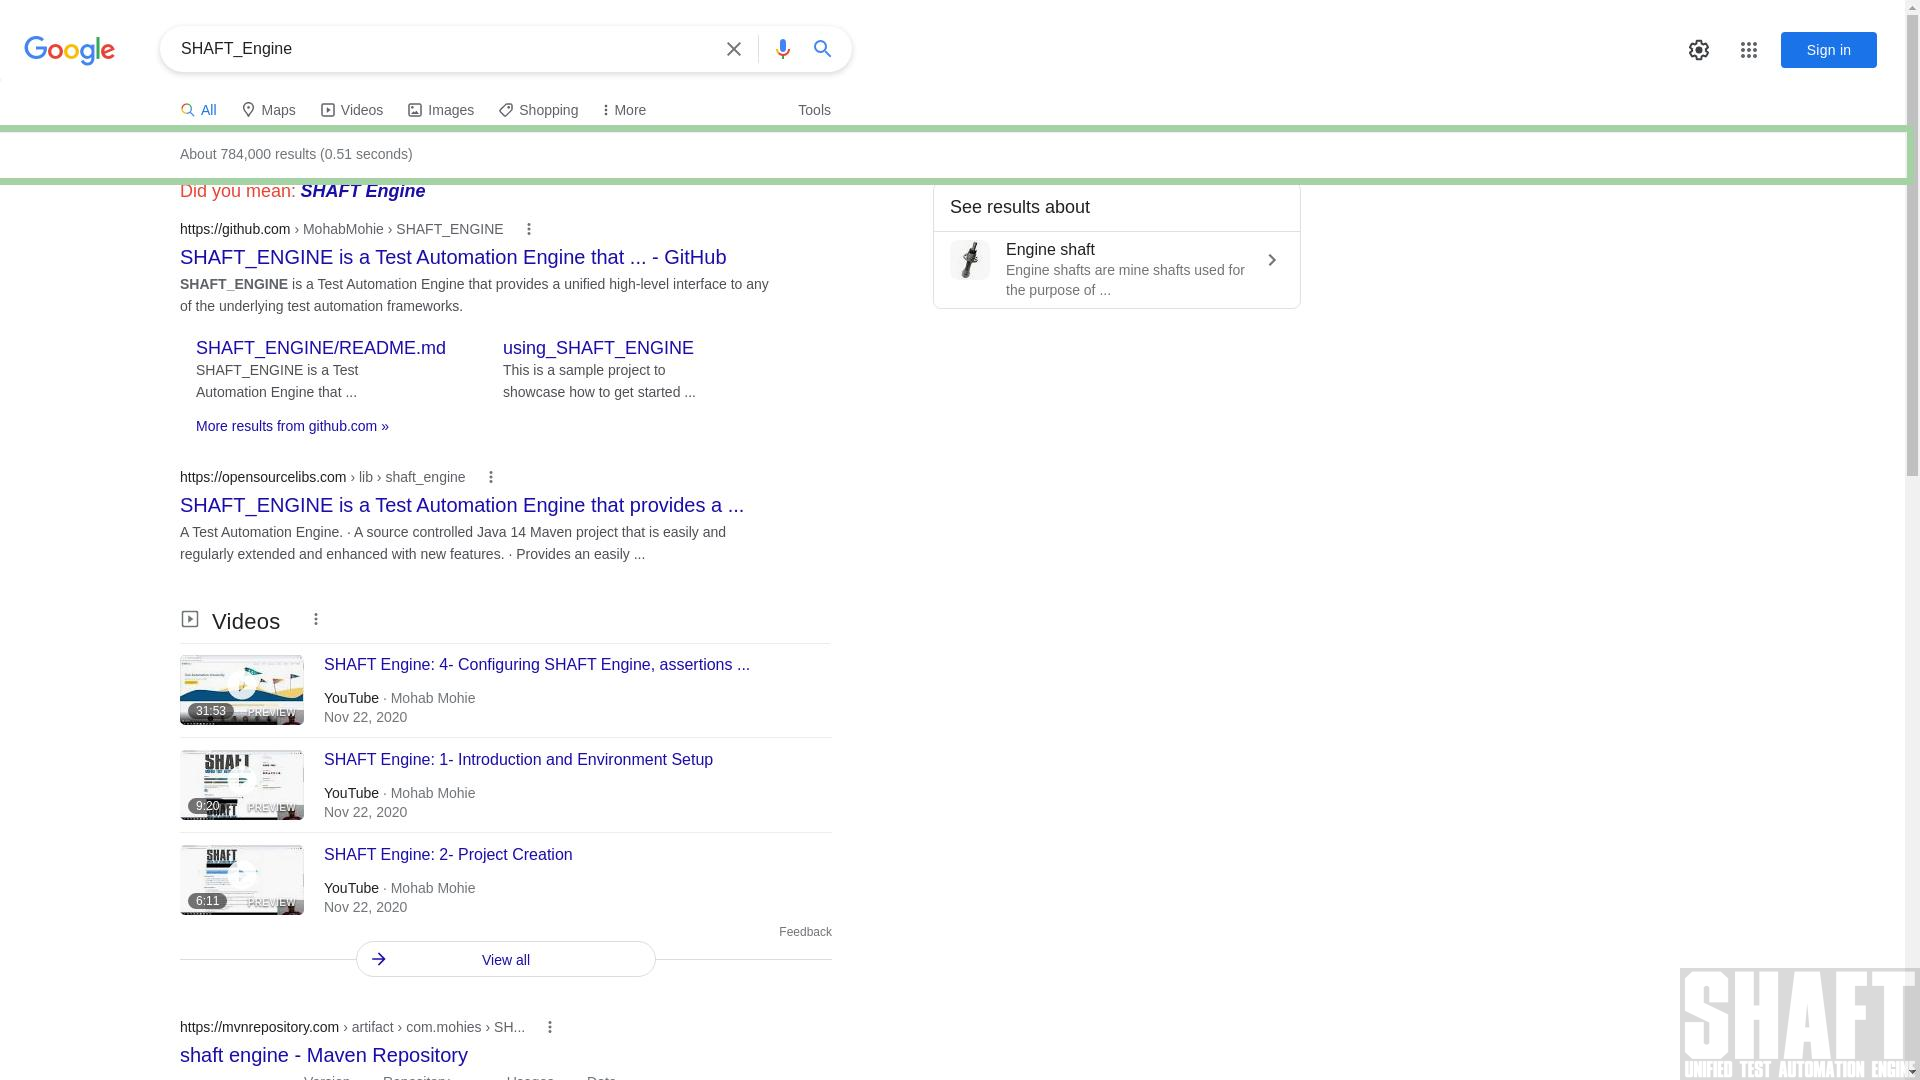 Google
SHAFT_Engine
Sign in
All
Maps
Videos
Images
Shopping
More
Tools
About 784,000 results (0.51 seconds)
Did you mean: SHAFT Engine
https://github.com › MohabMohie › SHAFT_ENGINE
SHAFT_ENGINE is a Test Automation Engine that ... - GitHub
SHAFT_ENGINE is a Test Automation Engine that provides a unified high-level interface to any
of the underlying test automation frameworks.
SHAFT_ENGINE/README.md
SHAFT_ENGINE is a Test
Automation Engine that ...
using_SHAFT_ENGINE
This is a sample project to
showcase how to get started ...
More results from github.com »
https://opensourcelibs.com › lib › shaft_engine
SHAFT_ENGINE is a Test Automation Engine that provides a ...
A Test Automation Engine. · A source controlled Java 14 Maven project that is easily and
regularly extended and enhanced with new features. · Provides an easily ...
Videos
31:53
PREVIEW
SHAFT Engine: 4- Configuring SHAFT Engine, assertions ...
YouTube · Mohab Mohie
Nov 22, 2020
SHAFT
9:20
PREVIEW
SHAFT Engine: 1- Introduction and Environment Setup
YouTube · Mohab Mohie
Nov 22, 2020
SHAFT
6:11
PREVIEW
SHAFT Engine: 2- Project Creation
YouTube · Mohab Mohie
Nov 22, 2020
Feedback
View all
https://mvnrepository.com › artifact › com.mohies › SH...
shaft engine - Maven Repository
Version Repository Usages Date
See results about
Engine shaft
Engine shafts are mine shafts used for
the purpose of ...
SHAFT
UNIFIED TEST AUTOMATION ENGINE